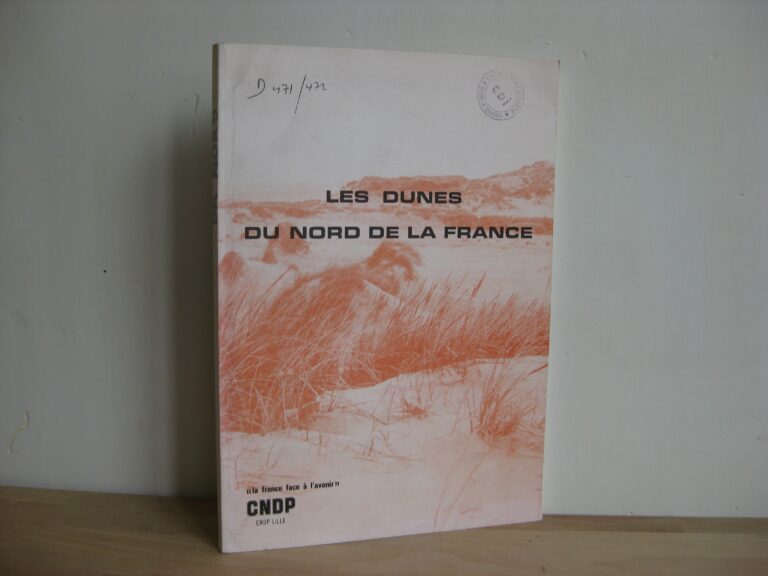 D 471/472
LES DUNES
DU NORD DE LA FRANCE
«la france face à l'avenir»
CNDP
CRDP LILLE